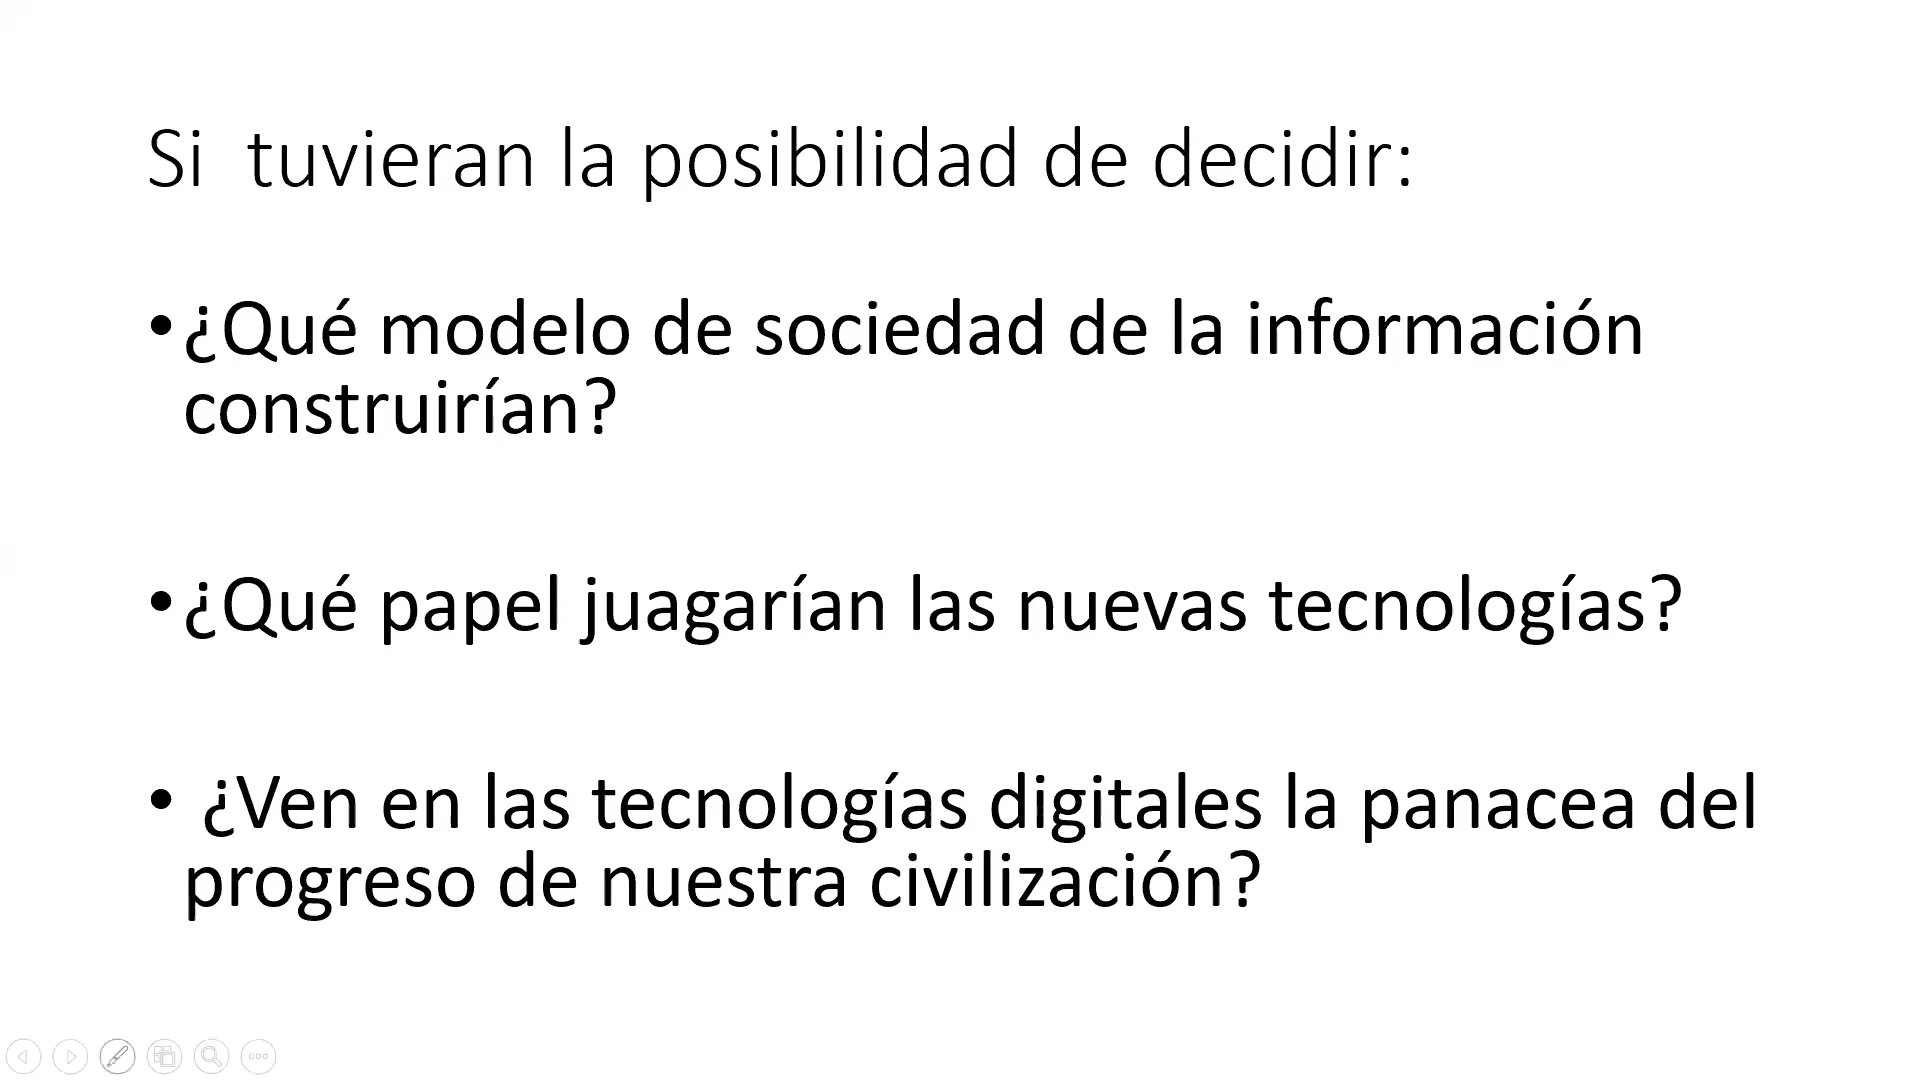 Si  tuvieran la posibilidad de decidir:
•¿Qué modelo de sociedad de la información
construirían?
•¿Qué papel juagarían las nuevas tecnologías?
• ¿Ven en las tecnologías digitales la panacea del
progreso de nuestra civilización?